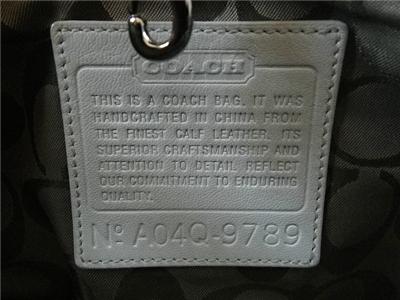 COACH
THIS IS A COACH BAG. IT WAS
HANDCRAFTED IN CHINA FROM
THE FINEST CALF LEATHER. ITS
SUPERIOR CRAFTSMANSHIP AND
ATTENTION TO DETAIL REFLECT
OUR COMMITMENT TO ENDURING
QUALITY.
Nº A04Q-9789